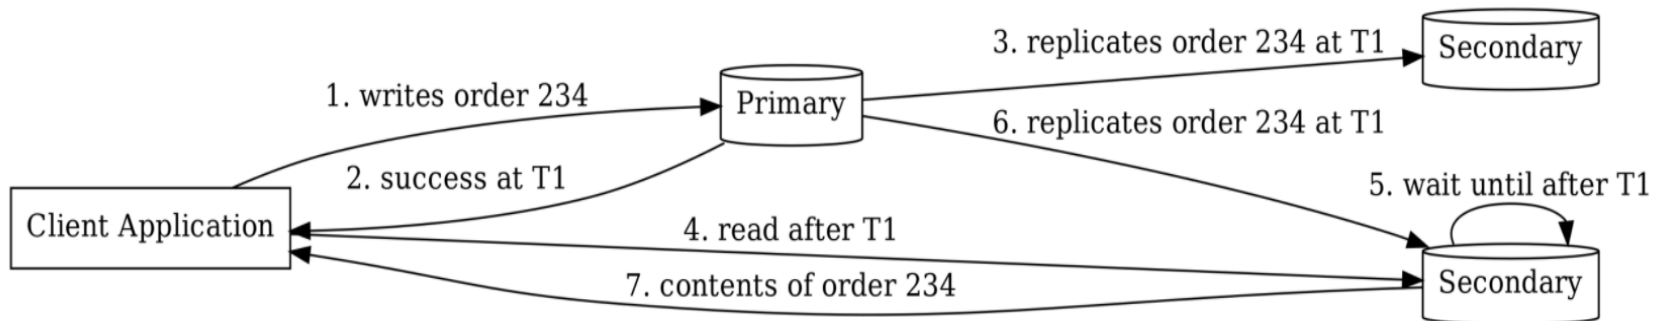 3. replicates order 234 at T1
Secondary
1. writes order 234
Primary
6. replicates order 234 at T1
2. success at T1
5. wait until after T1
Client Application
4. read after T1
7. contents of order 234
Secondary